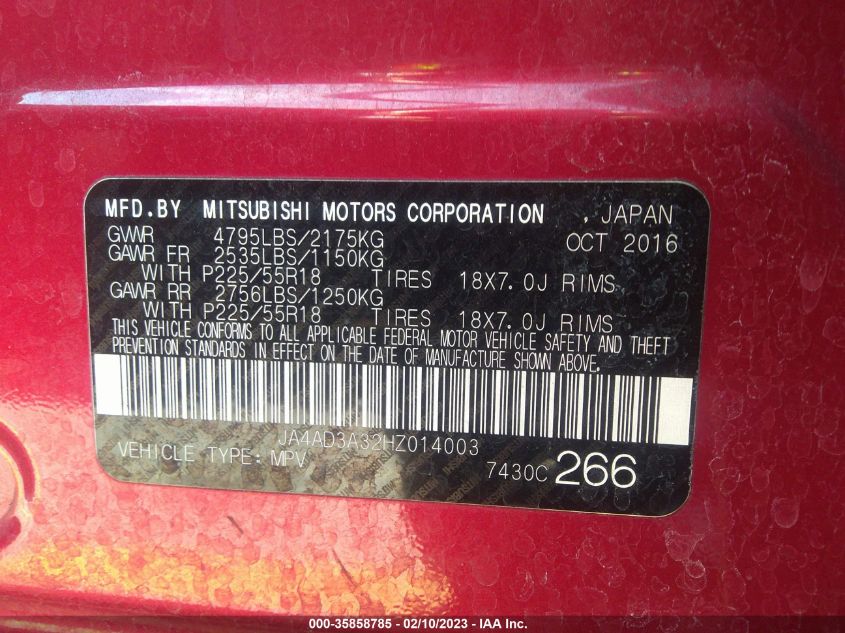 MFD.BY MITSUBISHI MOTORS CORPORATION , JAPAN
GVWR 4795LBS/2175KG OCT 2016
GAWR FR 2535LBS/1150KG
WITH P225/55R18 TIRES 18X7.0J RIMS
GAWR RR 2756LBS/1250KG
WITH P225/55R18 TIRES 18X7.0J RIMS
THIS VEHICLE CONFORMS TO ALL APPLICABLE FEDERAL MOTOR VEHICLE SAFETY AND THEFT
PREVENTION STANDARDS IN EFFECT ON THE DATE OF MANUFACTURE SHOWN ABOVE.
JA4AD3A32HZ014003
VEHICLE TYPE: MPV
7430C 266
000-35858785 — 02/10/2023 — IAA Inc.